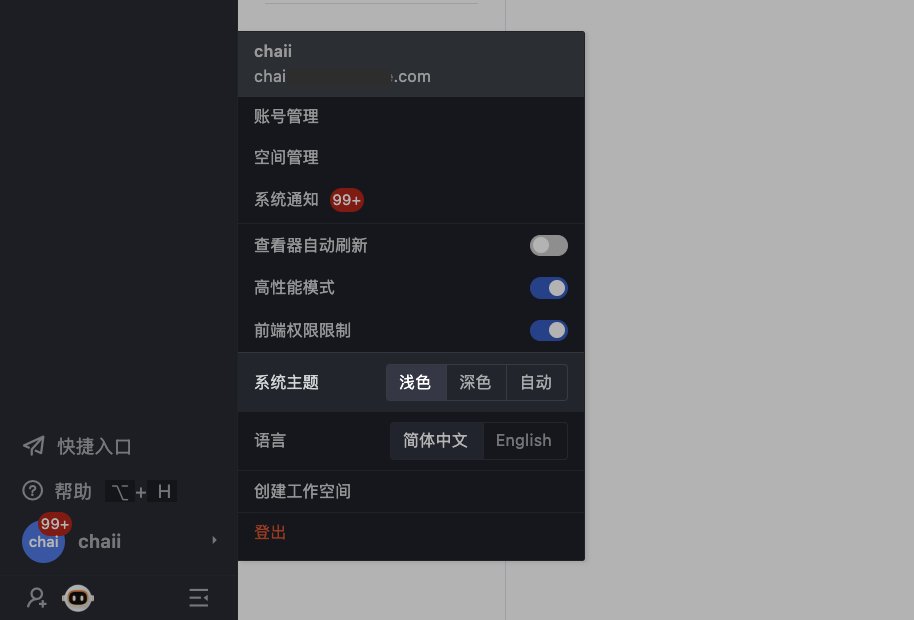 chaii
chai .com
账号管理
空间管理
系统通知 99+
查看器自动刷新
高性能模式
前端权限限制
系统主题 浅色 深色 自动
语言 简体中文 English
创建工作空间
登出
快捷入口
? 帮助 ⌥ + H
99+
chai chaii